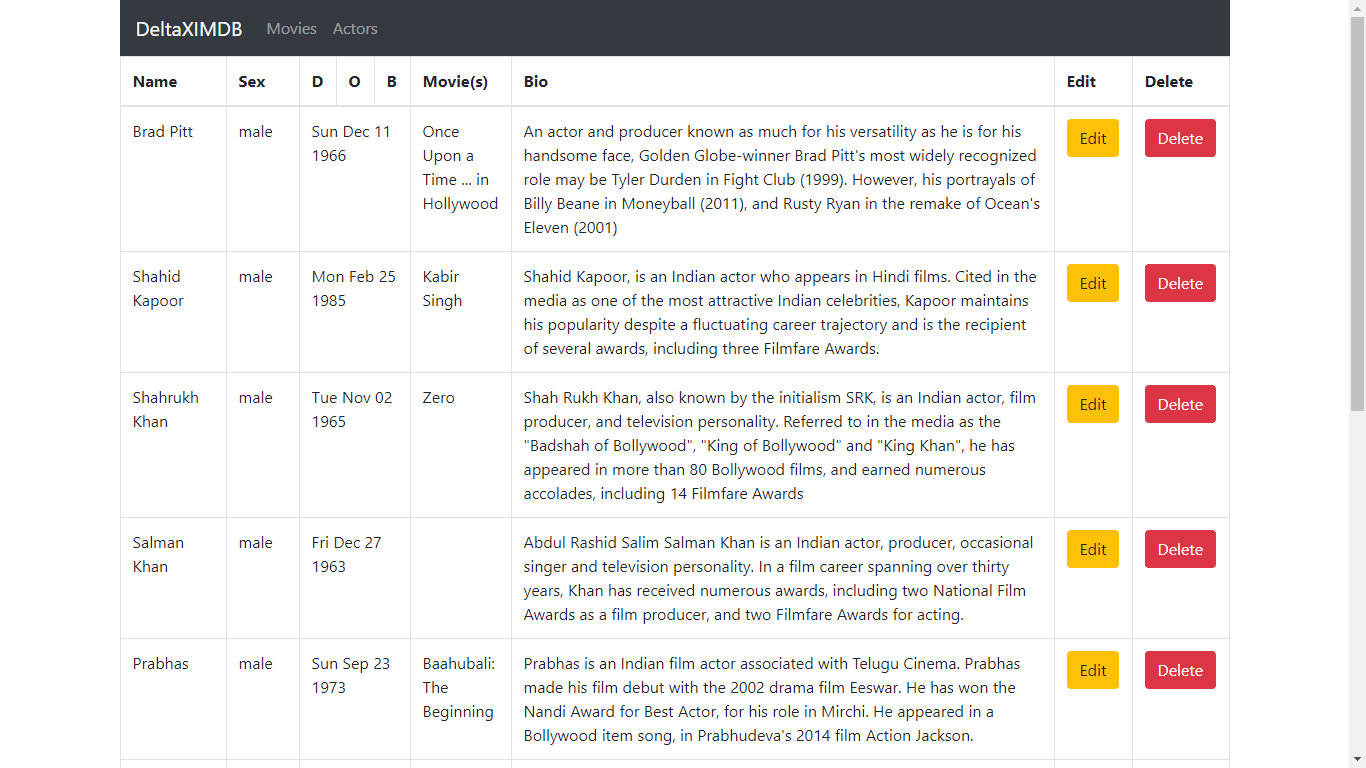 DeltaXIMDB Movies Actors
Name Sex D O B Movie(s) Bio Edit Delete
Brad Pitt
male
Sun Dec 11
1966
Once
Upon a
Time ... in
Hollywood
An actor and producer known as much for his versatility as he is for his
handsome face, Golden Globe-winner Brad Pitt's most widely recognized
role may be Tyler Durden in Fight Club (1999). However, his portrayals of
Billy Beane in Moneyball (2011), and Rusty Ryan in the remake of Ocean's
Eleven (2001)
Edit
Delete
Shahid
Kapoor
male
Mon Feb 25
1985
Kabir
Singh
Shahid Kapoor, is an Indian actor who appears in Hindi films. Cited in the
media as one of the most attractive Indian celebrities, Kapoor maintains
his popularity despite a fluctuating career trajectory and is the recipient
of several awards, including three Filmfare Awards.
Edit
Delete
Shahrukh
Khan
male
Tue Nov 02
1965
Zero
Shah Rukh Khan, also known by the initialism SRK, is an Indian actor, film
producer, and television personality. Referred to in the media as the
"Badshah of Bollywood", "King of Bollywood" and "King Khan", he has
appeared in more than 80 Bollywood films, and earned numerous
accolades, including 14 Filmfare Awards
Edit
Delete
Salman
Khan
male
Fri Dec 27
1963
Abdul Rashid Salim Salman Khan is an Indian actor, producer, occasional
singer and television personality. In a film career spanning over thirty
years, Khan has received numerous awards, including two National Film
Awards as a film producer, and two Filmfare Awards for acting.
Edit
Delete
Prabhas
male
Sun Sep 23
1973
Baahubali:
The
Beginning
Prabhas is an Indian film actor associated with Telugu Cinema. Prabhas
made his film debut with the 2002 drama film Eeswar. He has won the
Nandi Award for Best Actor, for his role in Mirchi. He appeared in a
Bollywood item song, in Prabhudeva's 2014 film Action Jackson.
Edit
Delete